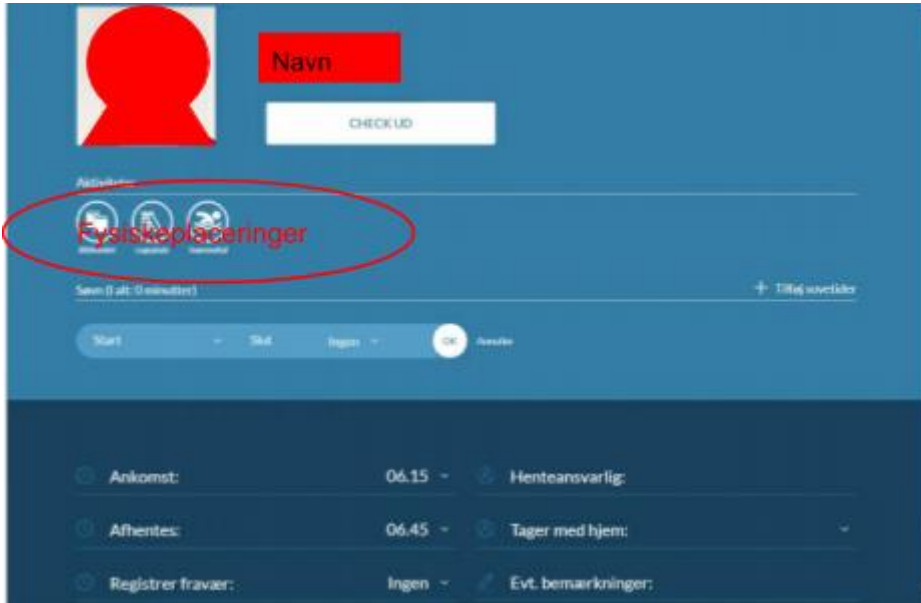 Navn
CHECK UD
Aktiviteter
Fysiskeplaceringer
Søvn (I alt: 0 minutter)
+ Tilføj sovetider
Start Slut Ingen OK Annuller
Ankomst: 06.15 Henteansvarlig:
Afhentes: 06.45 Tager med hjem:
Registrer fravær: Ingen Evt. bemærkninger: